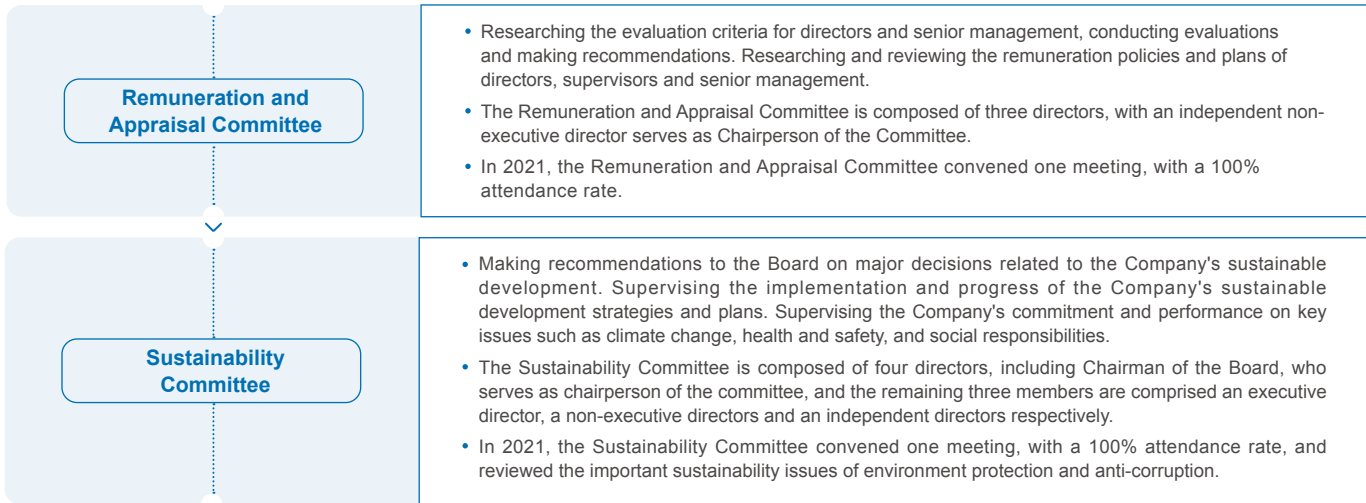 Remuneration and
Appraisal Committee
• Researching the evaluation criteria for directors and senior management, conducting evaluations
and making recommendations. Researching and reviewing the remuneration policies and plans of
directors, supervisors and senior management.
• The Remuneration and Appraisal Committee is composed of three directors, with an independent non-
executive director serves as Chairperson of the Committee.
• In 2021, the Remuneration and Appraisal Committee convened one meeting, with a 100%
attendance rate.
Sustainability
Committee
• Making recommendations to the Board on major decisions related to the Company's sustainable
development. Supervising the implementation and progress of the Company's sustainable
development strategies and plans. Supervising the Company's commitment and performance on key
issues such as climate change, health and safety, and social responsibilities.
• The Sustainability Committee is composed of four directors, including Chairman of the Board, who
serves as chairperson of the committee, and the remaining three members are comprised an executive
director, a non-executive directors and an independent directors respectively.
• In 2021, the Sustainability Committee convened one meeting, with a 100% attendance rate, and
reviewed the important sustainability issues of environment protection and anti-corruption.